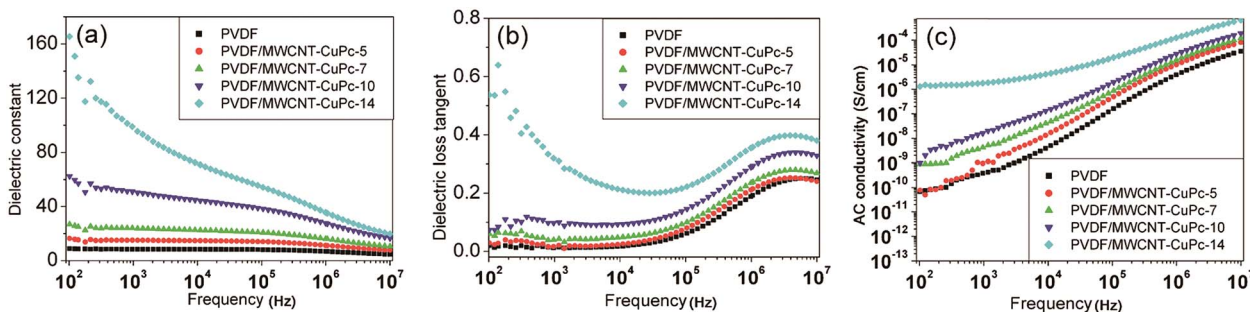 (a)
PVDF
PVDF/MWCNT-CuPc-5
PVDF/MWCNT-CuPc-7
PVDF/MWCNT-CuPc-10
PVDF/MWCNT-CuPc-14
Dielectric constant
160
120
80
40
0
10² 10³ 10⁴ 10⁵ 10⁶ 10⁷
Frequency (Hz)
(b)
PVDF
PVDF/MWCNT-CuPc-5
PVDF/MWCNT-CuPc-7
PVDF/MWCNT-CuPc-10
PVDF/MWCNT-CuPc-14
Dielectric loss tangent
0.8
0.6
0.4
0.2
0.0
10² 10³ 10⁴ 10⁵ 10⁶ 10⁷
Frequency (Hz)
(c)
AC conductivity (S/cm)
10⁻⁴
10⁻⁵
10⁻⁶
10⁻⁷
10⁻⁸
10⁻⁹
10⁻¹⁰
10⁻¹¹
10⁻¹²
10⁻¹³
PVDF
PVDF/MWCNT-CuPc-5
PVDF/MWCNT-CuPc-7
PVDF/MWCNT-CuPc-10
PVDF/MWCNT-CuPc-14
10² 10³ 10⁴ 10⁵ 10⁶ 10⁷
Frequency (Hz)